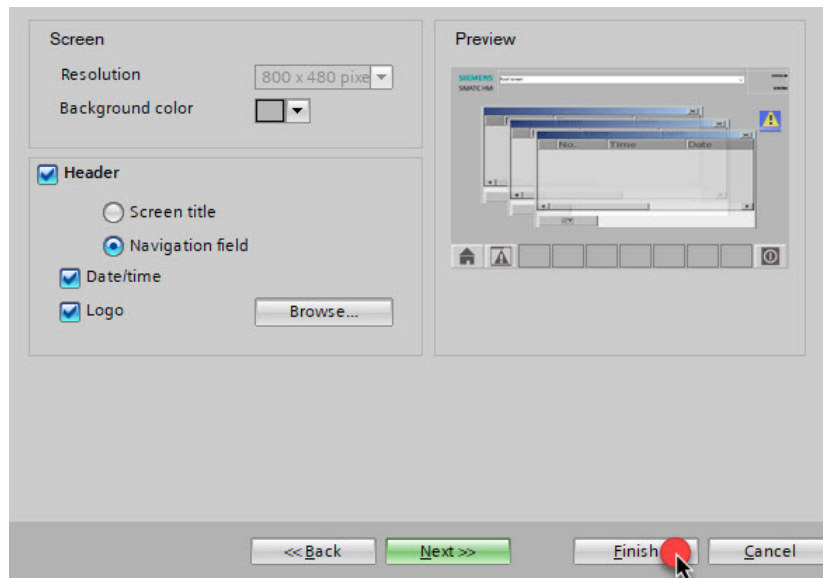 Screen
Resolution
800 x 480 pixe
Background color
Header
Screen title
Navigation field
Date/time
Logo
Browse...
Preview
SIEMENS
SIMATIC HMI
No.
Time
Date
<< Back
Next >>
Finish
Cancel